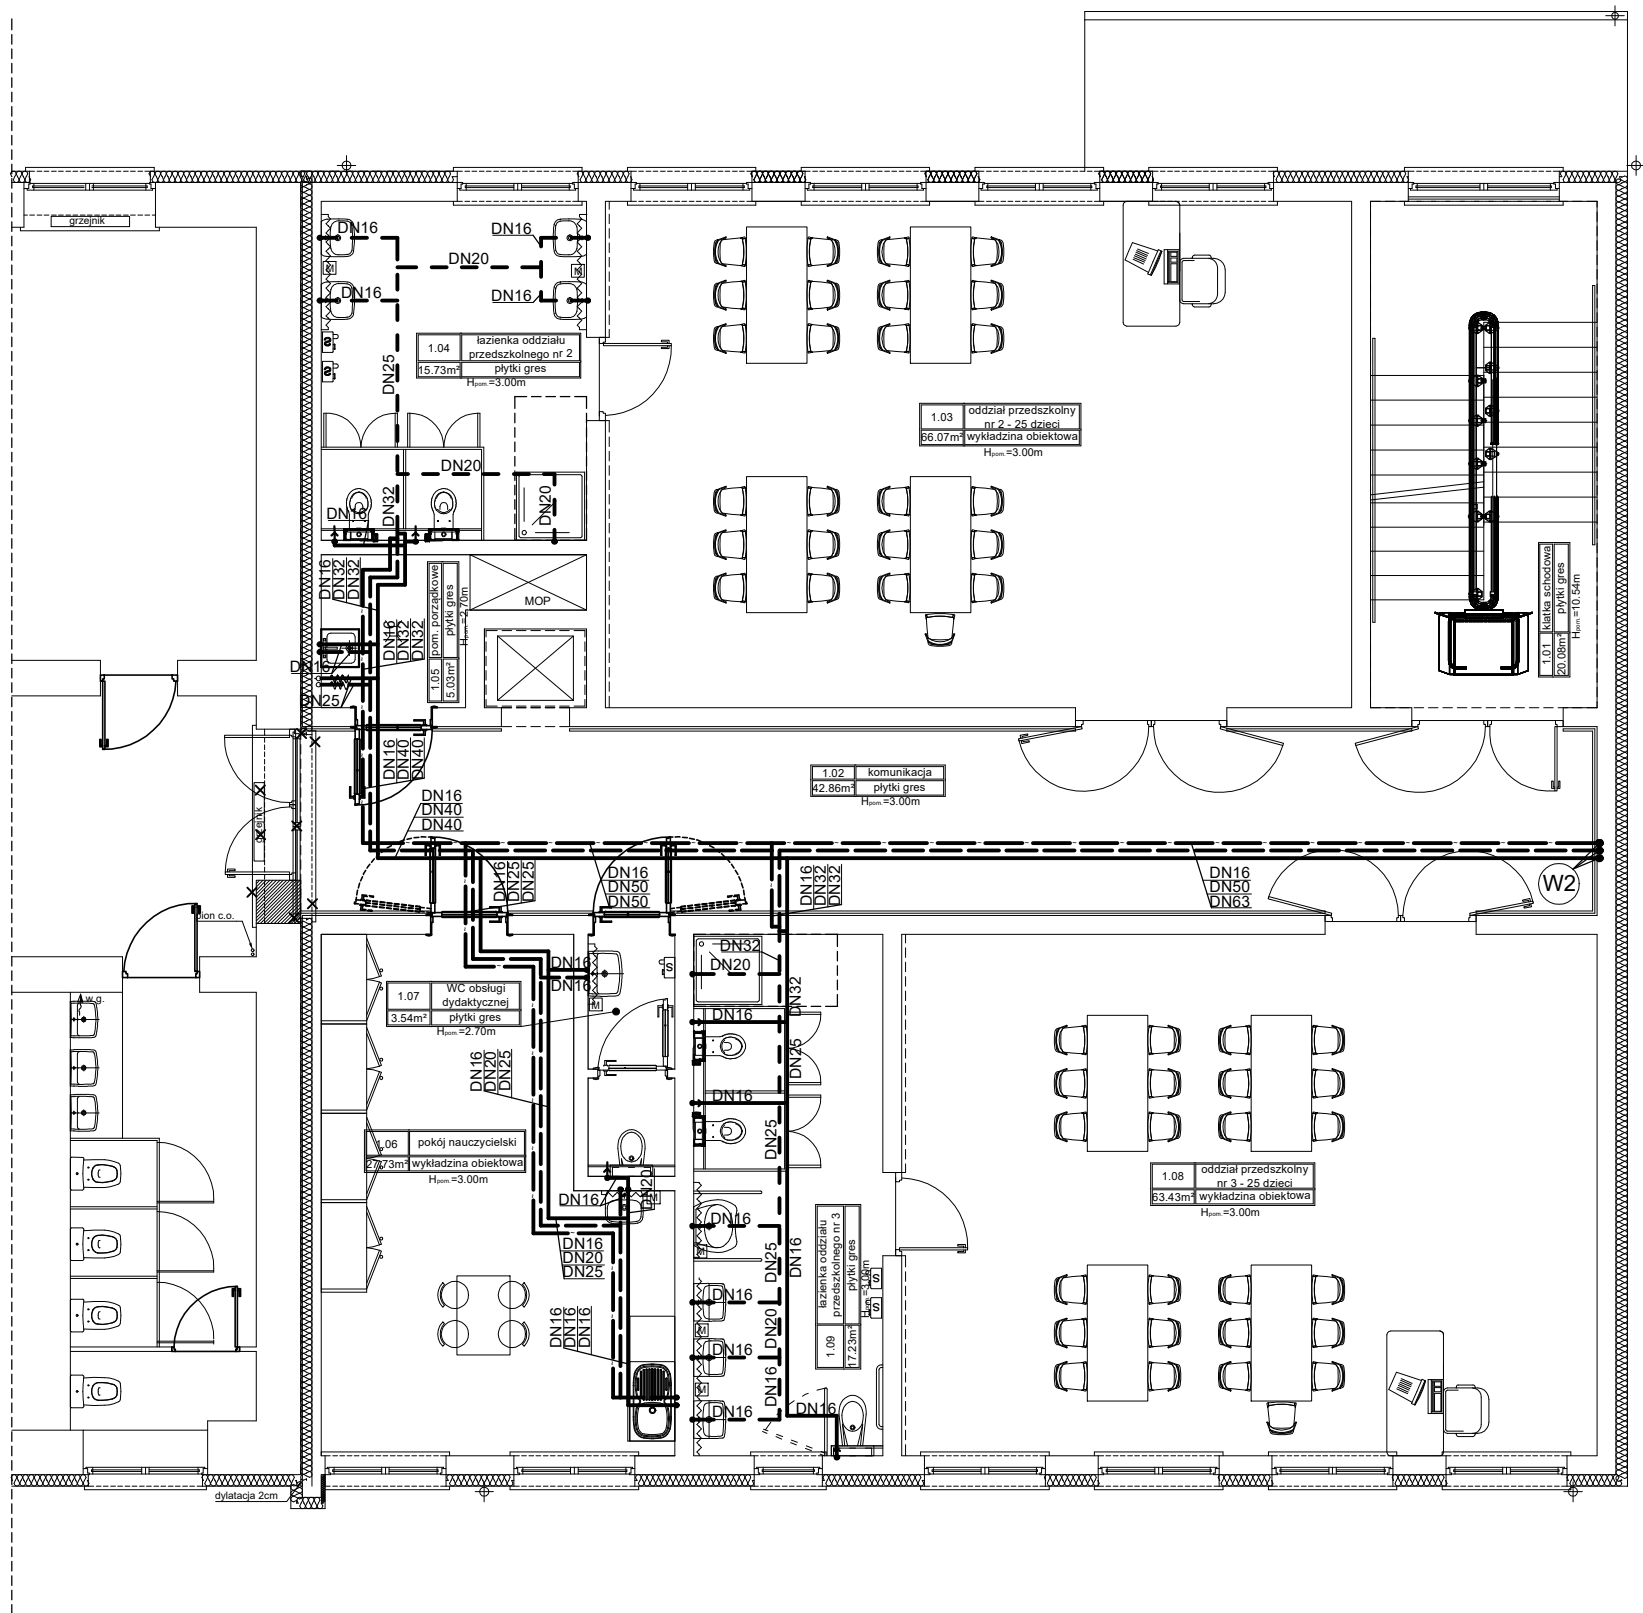 grzejnik
DN16
DN16
DN20
DN16
DN16
M
M
S
S
DN25
1.04
łazienka oddziału
przedszkolnego nr 2
15.73m²
płytki gres
Hpom.=3.00m
1.03
oddział przedszkolny
nr 2 - 25 dzieci
66.07m²
wykładzina obiektowa
Hpom.=3.00m
DN20
DN32
DN16
DN20
DN16
DN32
DN32
1.05
pom. porządkowe
5.03m²
płytki gres
Hpom.=2.70m
MOP
DN16
DN32
DN32
DN16
DN25
1.01
klatka schodowa
20.08m²
płytki gres
Hpom.=10.54m
DN16
DN40
DN40
1.02
komunikacja
42.86m²
płytki gres
Hpom.=3.00m
DN16
DN40
DN40
grzejnik
DN16
DN25
DN25
DN16
DN50
DN50
DN16
DN32
DN32
DN16
DN50
DN63
W2
pion c.o.
w.g.
DN32
DN20
DN16
DN16
S
M
1.07
WC obsługi
dydaktycznej
3.54m²
płytki gres
Hpom.=2.70m
DN32
DN16
DN25
DN16
DN20
DN25
DN16
DN25
1.06
pokój nauczycielski
27.73m²
wykładzina obiektowa
Hpom.=3.00m
DN16
DN20
M
DN16
M
DN25
DN16
DN16
DN20
DN25
1.08
oddział przedszkolny
nr 3 - 25 dzieci
63.43m²
wykładzina obiektowa
Hpom.=3.00m
1.09
łazienka oddziału
przedszkolnego nr 3
17.23m²
płytki gres
Hpom.=3.00m
S
S
DN16
DN16
DN16
DN16
M
DN20
DN16
M
DN16
DN16
DN16
dylatacja 2cm